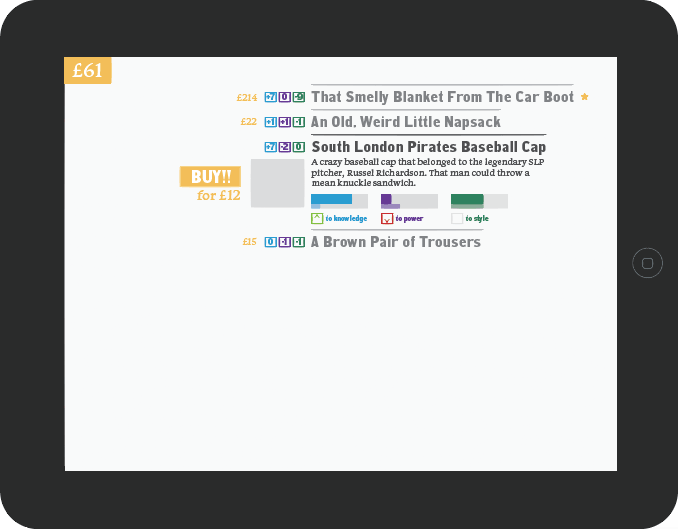 £61
£214 +7 0 -9 That Smelly Blanket From The Car Boot
£22 +1 +1 -1 An Old, Weird Little Napsack
+7 -2 0 South London Pirates Baseball Cap
A crazy baseball cap that belonged to the legendary SLP
pitcher, Russel Richardson. That man could throw a
mean knuckle sandwich.
BUY!!
for £12
to knowledge to power to style
£15 0 -1 -1 A Brown Pair of Trousers